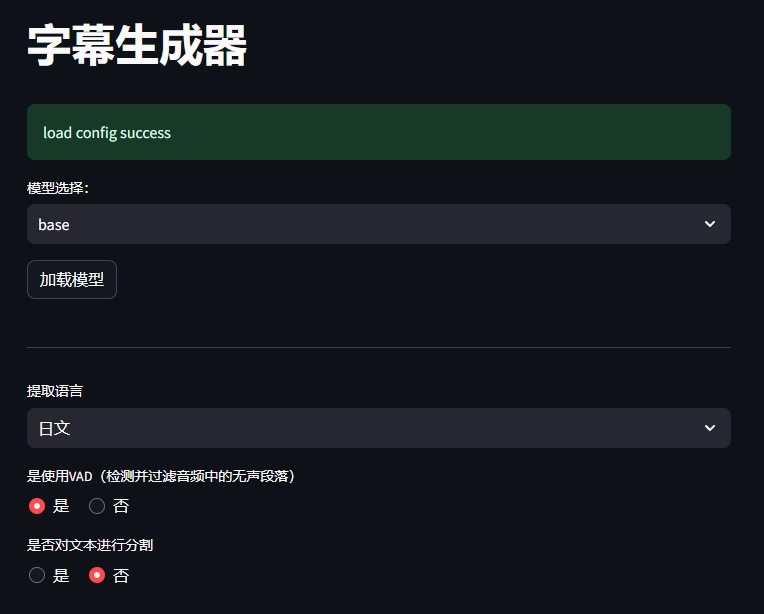 字幕生成器
load config success
模型选择：
base
加载模型
提取语言
日文
是使用VAD（检测并过滤音频中的无声段落）
是 否
是否对文本进行分割
是 否